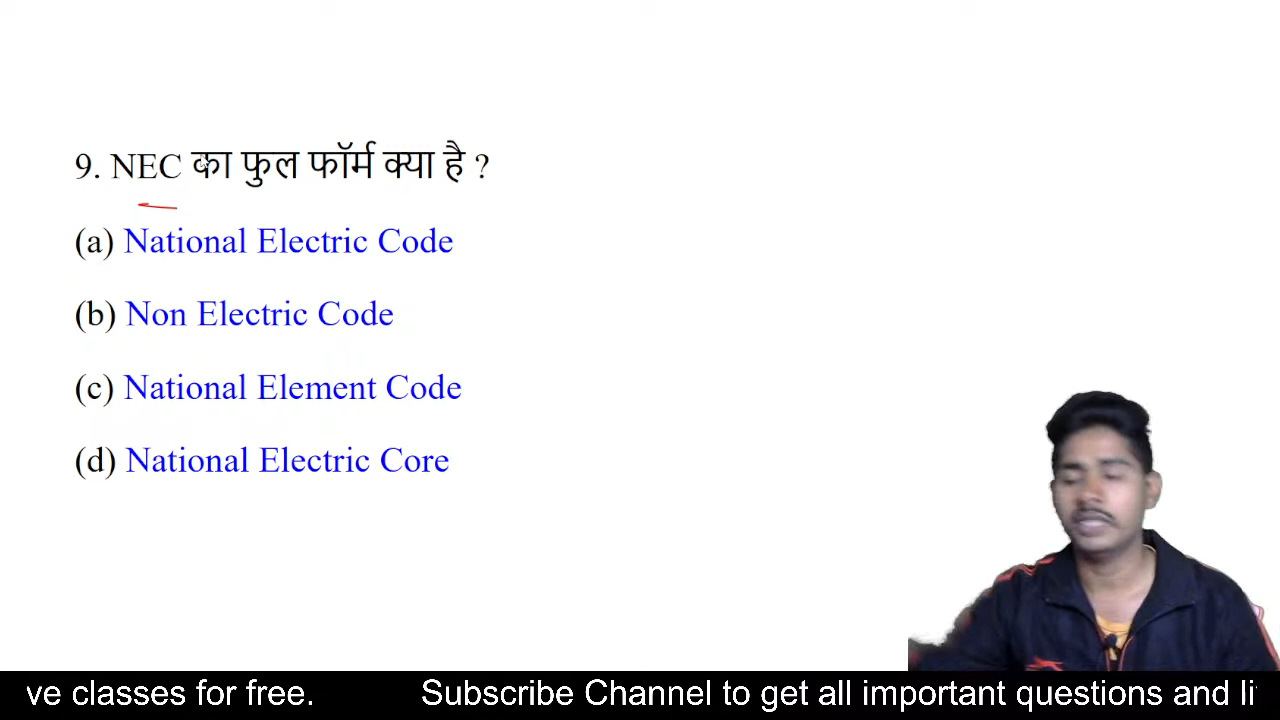 9. NEC का फुल फॉर्म क्या है ?
(a) National Electric Code
(b) Non Electric Code
(c) National Element Code
(d) National Electric Core
ve classes for free. Subscribe Channel to get all important questions and li